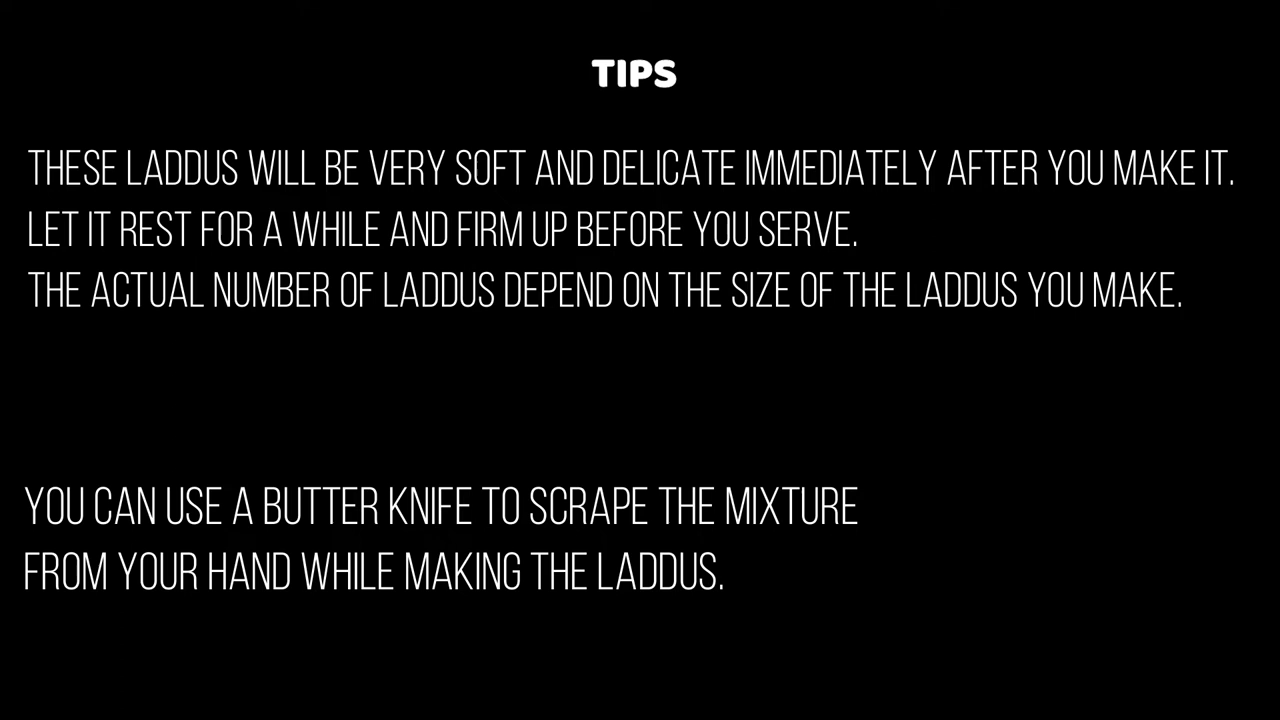 TIPS
THESE LADDUS WILL BE VERY SOFT AND DELICATE IMMEDIATELY AFTER YOU MAKE IT.
LET IT REST FOR A WHILE AND FIRM UP BEFORE YOU SERVE.
THE ACTUAL NUMBER OF LADDUS DEPEND ON THE SIZE OF THE LADDUS YOU MAKE.
YOU CAN USE A BUTTER KNIFE TO SCRAPE THE MIXTURE
FROM YOUR HAND WHILE MAKING THE LADDUS.